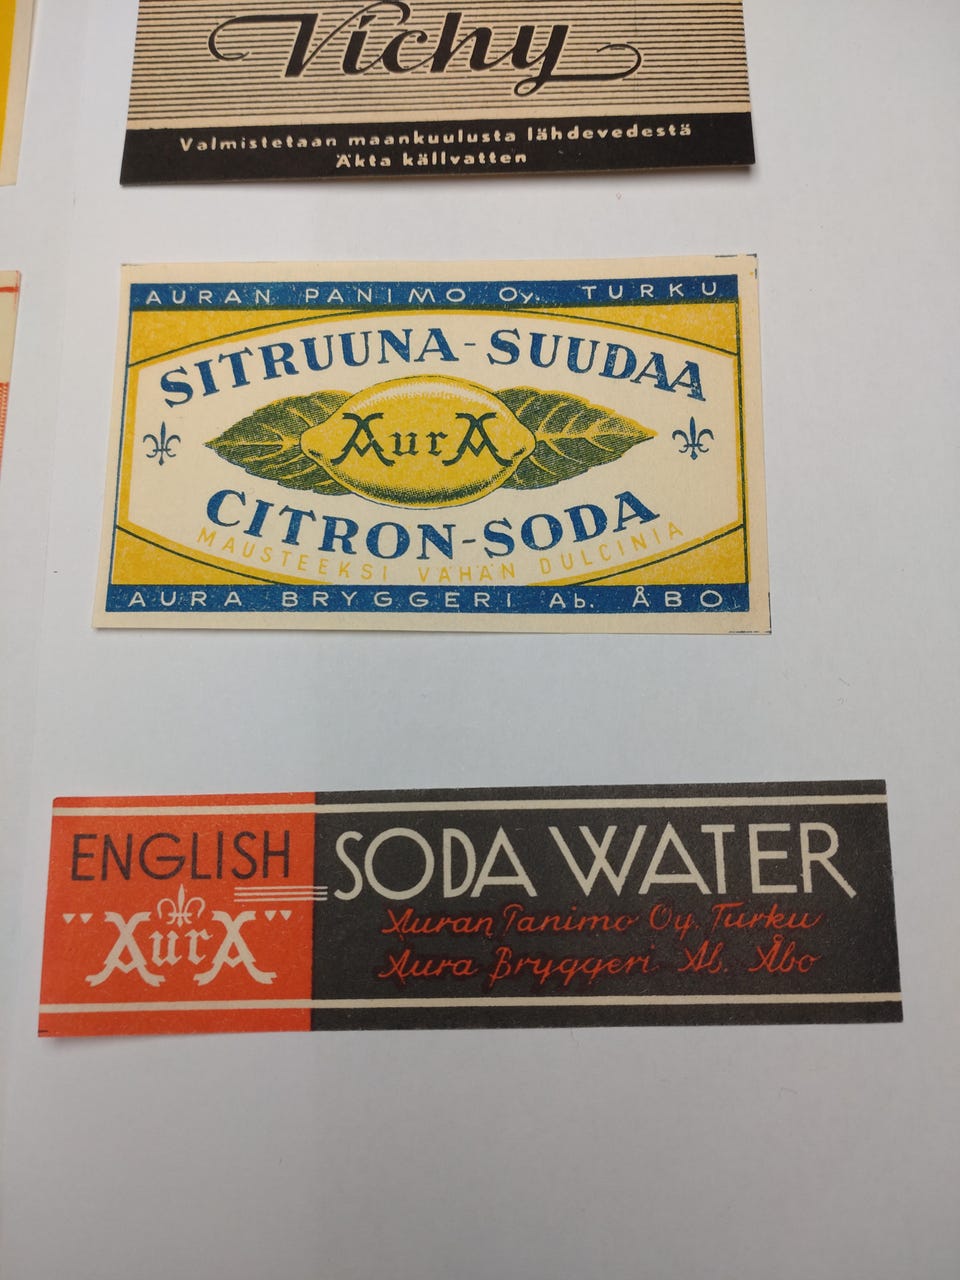 Vichy
Valmistetaan maankuulusta lähdevedestä
Äkta källvatten
AURAN PANIMO Oy. TURKU
SITRUUNA-SUUDAA
AurA
CITRON-SODA
MAUSTEEKSI VÄHÄN DULCINIA
AURA BRYGGERI Ab. ÅBO
ENGLISH SODA WATER
"AurA"
Auran Panimo Oy. Turku
Aura Bryggeri Ab. Åbo